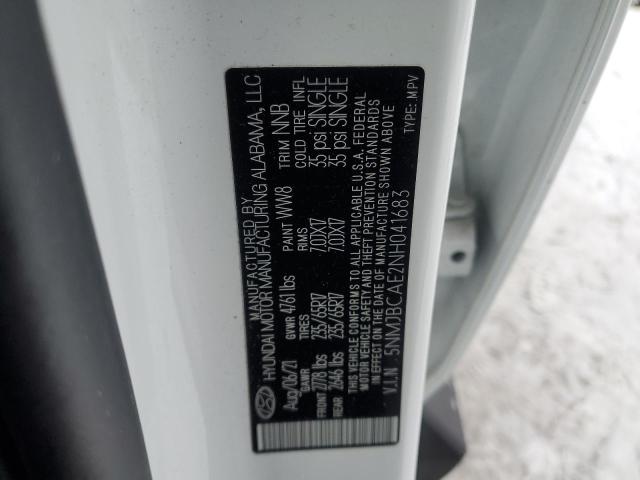 MANUFACTURED BY
HYUNDAI MOTOR MANUFACTURING ALABAMA, LLC
Aug/06/21 GVWR 4761 lbs PAINT WW8 TRIM NNB
GAWR TIRES RIMS COLD TIRE INFL
FRONT 2778 lbs 235/65R17 7.0JX17 35 psi SINGLE
REAR 2646 lbs 235/65R17 7.0JX17 35 psi SINGLE
THIS VEHICLE CONFORMS TO ALL APPLICABLE U.S.A. FEDERAL
MOTOR VEHICLE SAFETY AND THEFT PREVENTION STANDARDS
IN EFFECT ON THE DATE OF MANUFACTURE SHOWN ABOVE
V.I.N 5NMJBCAE2NH041683
TYPE: MPV